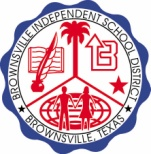 BROWNSVILLE INDEPENDENT SCHOOL DISTRICT
BROWNSVILLE, TEXAS